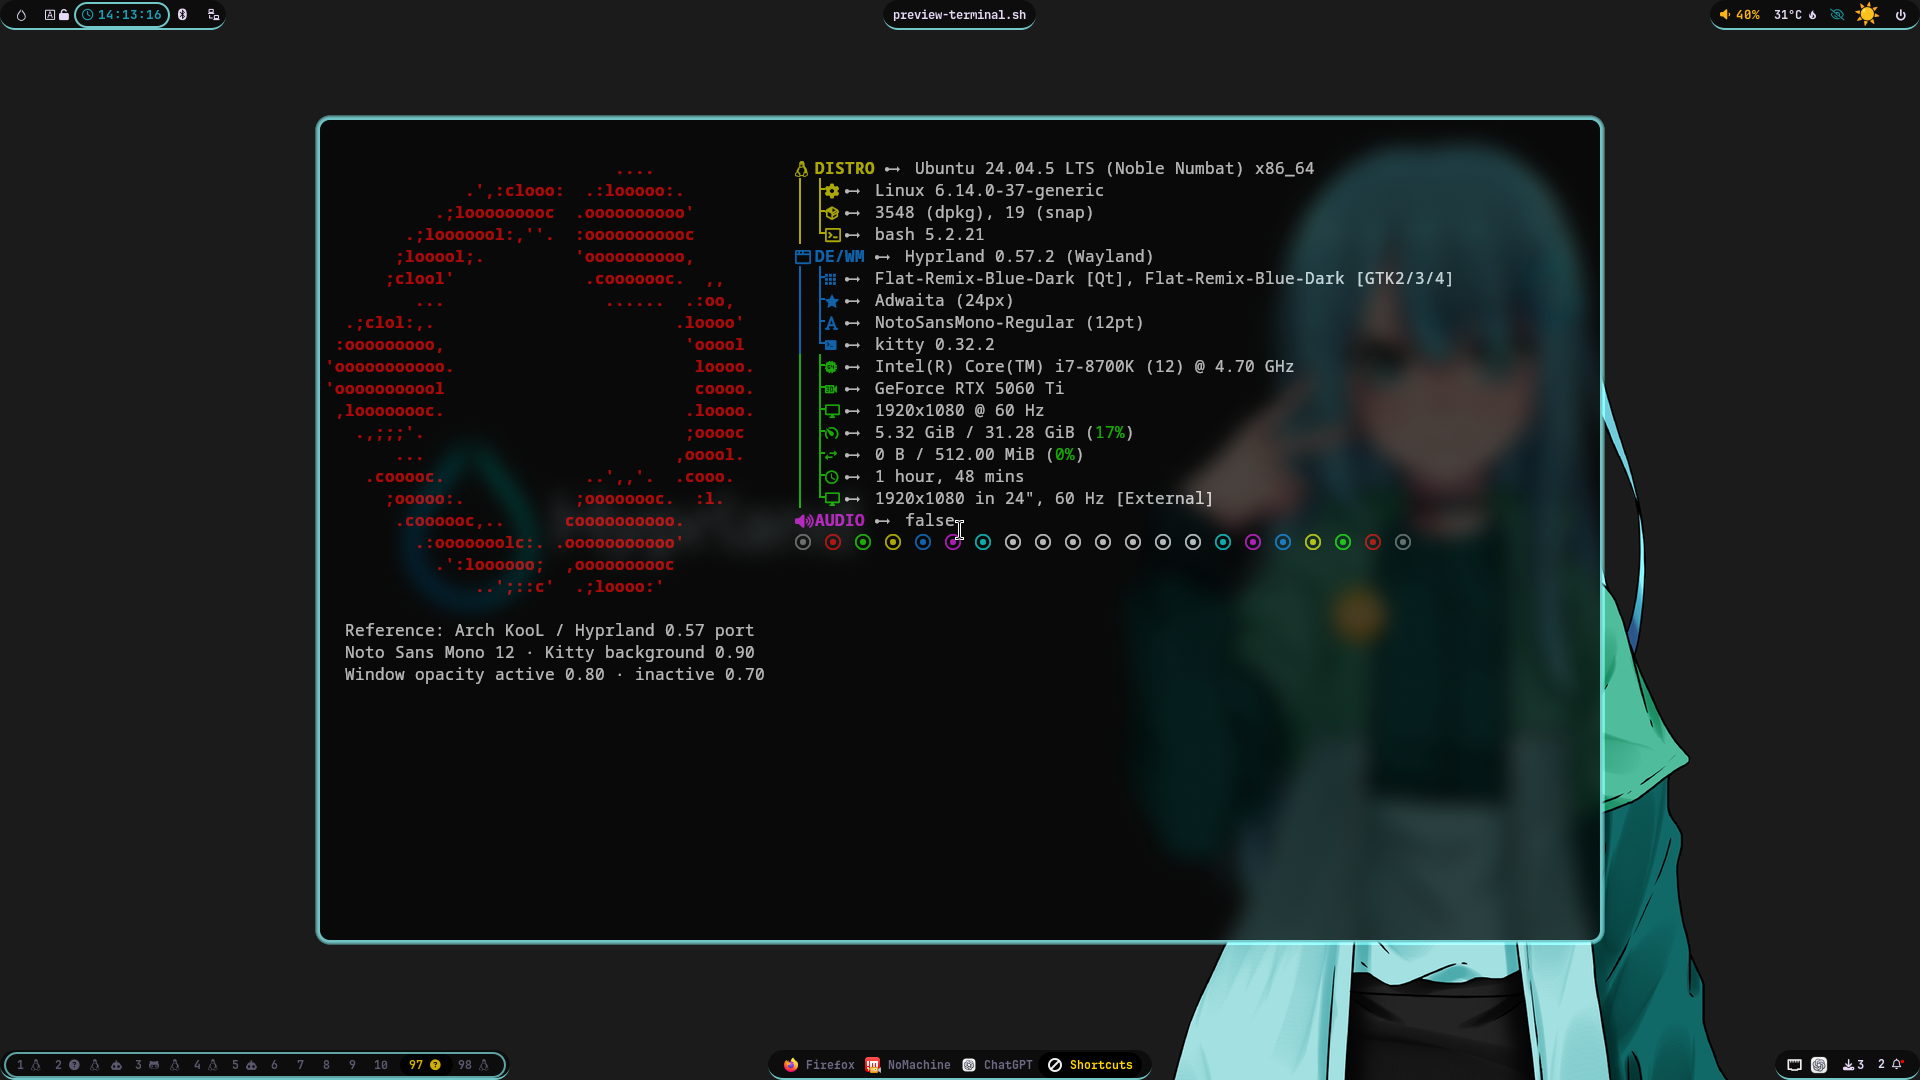 A 14:13:16 preview-terminal.sh 40% 31°C
DISTRO Ubuntu 24.04.5 LTS (Noble Numbat) x86_64
Linux 6.14.0-37-generic
3548 (dpkg), 19 (snap)
bash 5.2.21
DE/WM Hyprland 0.57.2 (Wayland)
Flat-Remix-Blue-Dark [Qt], Flat-Remix-Blue-Dark [GTK2/3/4]
Adwaita (24px)
NotoSansMono-Regular (12pt)
kitty 0.32.2
Intel(R) Core(TM) i7-8700K (12) @ 4.70 GHz
GeForce RTX 5060 Ti
1920x1080 @ 60 Hz
5.32 GiB / 31.28 GiB (17%)
0 B / 512.00 MiB (0%)
1 hour, 48 mins
1920x1080 in 24", 60 Hz [External]
AUDIO false
Reference: Arch KooL / Hyprland 0.57 port
Noto Sans Mono 12 · Kitty background 0.90
Window opacity active 0.80 · inactive 0.70
1 2 3 4 5 6 7 8 9 10 97 98 Firefox NoMachine ChatGPT Shortcuts 3 2